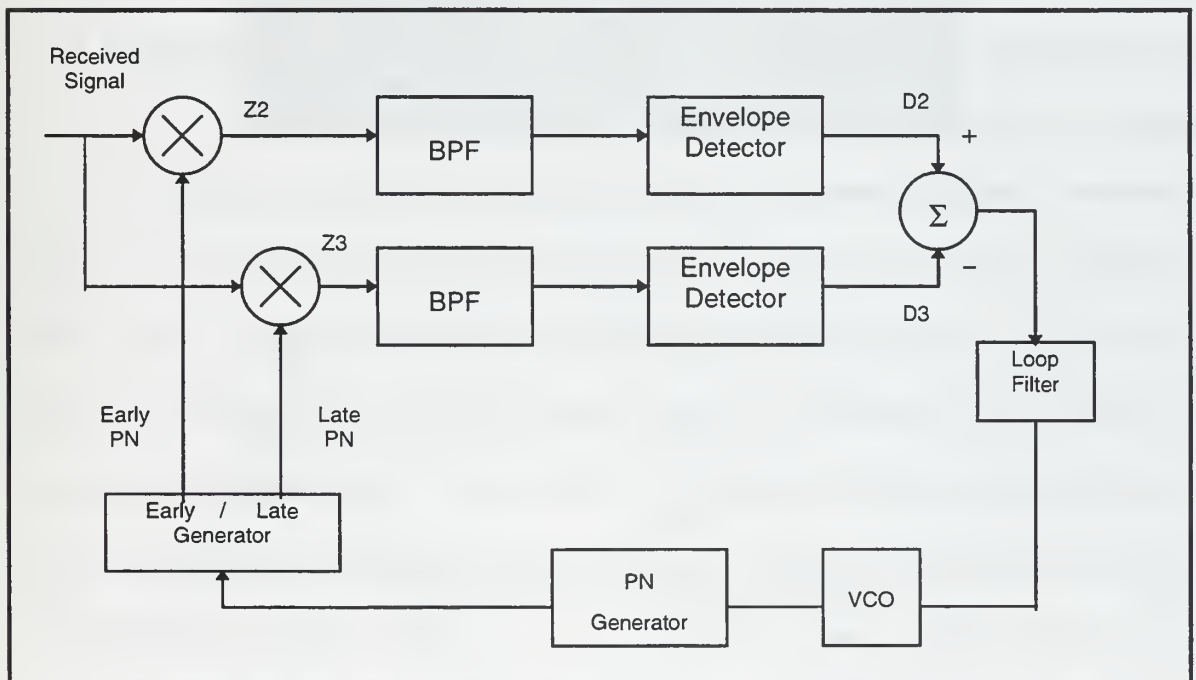 Received
Signal
Z2
BPF
Envelope
Detector
D2
+
Σ
Z3
BPF
Envelope
Detector
–
D3
Loop
Filter
Early
PN
Late
PN
Early / Late
Generator
PN
Generator
VCO